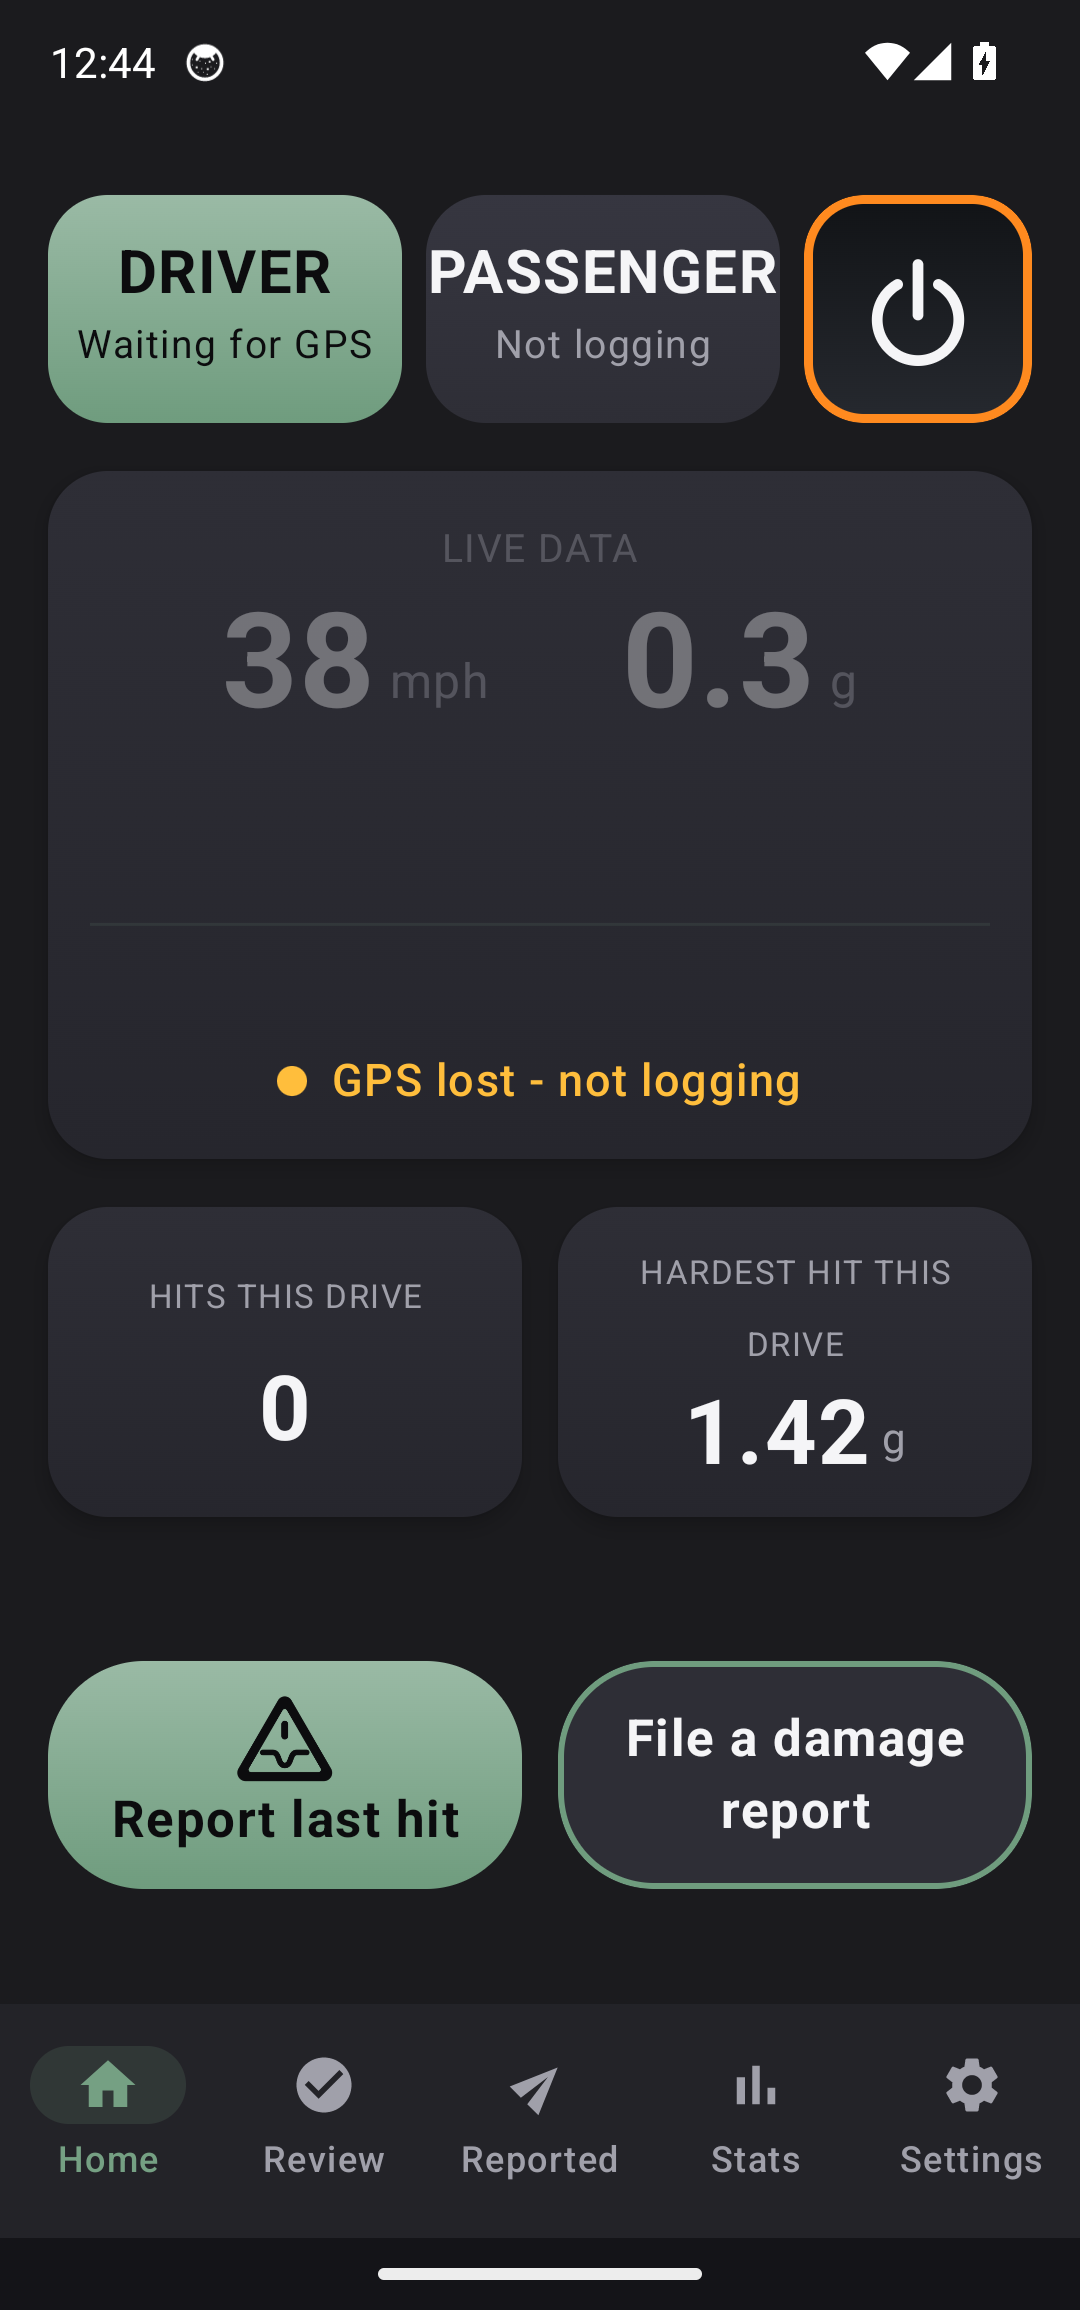 12:44
DRIVER
Waiting for GPS
PASSENGER
Not logging
LIVE DATA
38 mph
0.3 g
GPS lost - not logging
HITS THIS DRIVE
0
HARDEST HIT THIS
DRIVE
1.42 g
Report last hit
File a damage
report
Home
Review
Reported
Stats
Settings